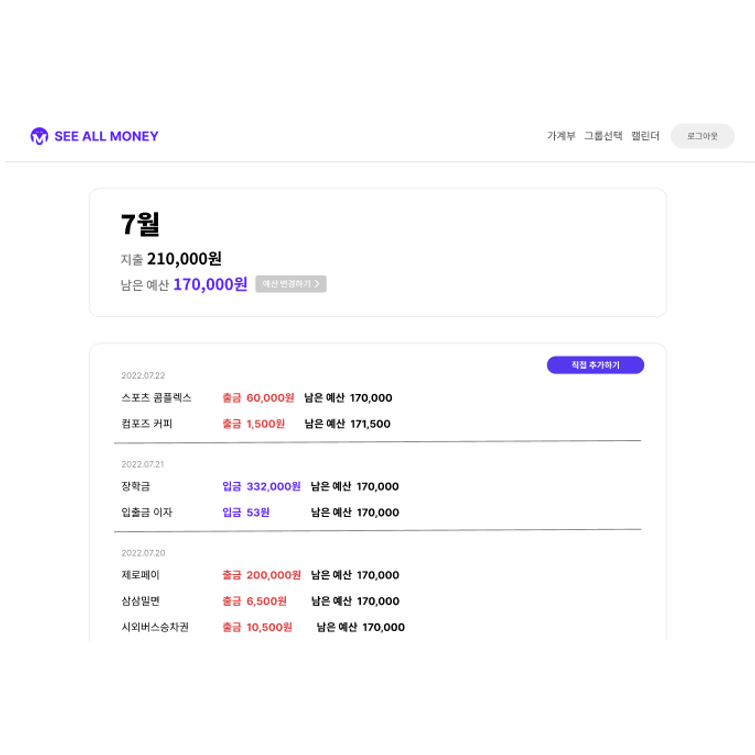 SEE ALL MONEY
가계부 그룹선택 캘린더 로그아웃
7월
지출 210,000원
남은 예산 170,000원 예산 변경하기 >
직접 추가하기
2022.07.22
스포츠 콤플렉스 출금 60,000원 남은 예산 170,000
컴포즈 커피 출금 1,500원 남은 예산 171,500
2022.07.21
장학금 입금 332,000원 남은 예산 170,000
입출금 이자 입금 53원 남은 예산 170,000
2022.07.20
제로페이 출금 200,000원 남은 예산 170,000
삼삼밀면 출금 6,500원 남은 예산 170,000
시외버스승차권 출금 10,500원 남은 예산 170,000